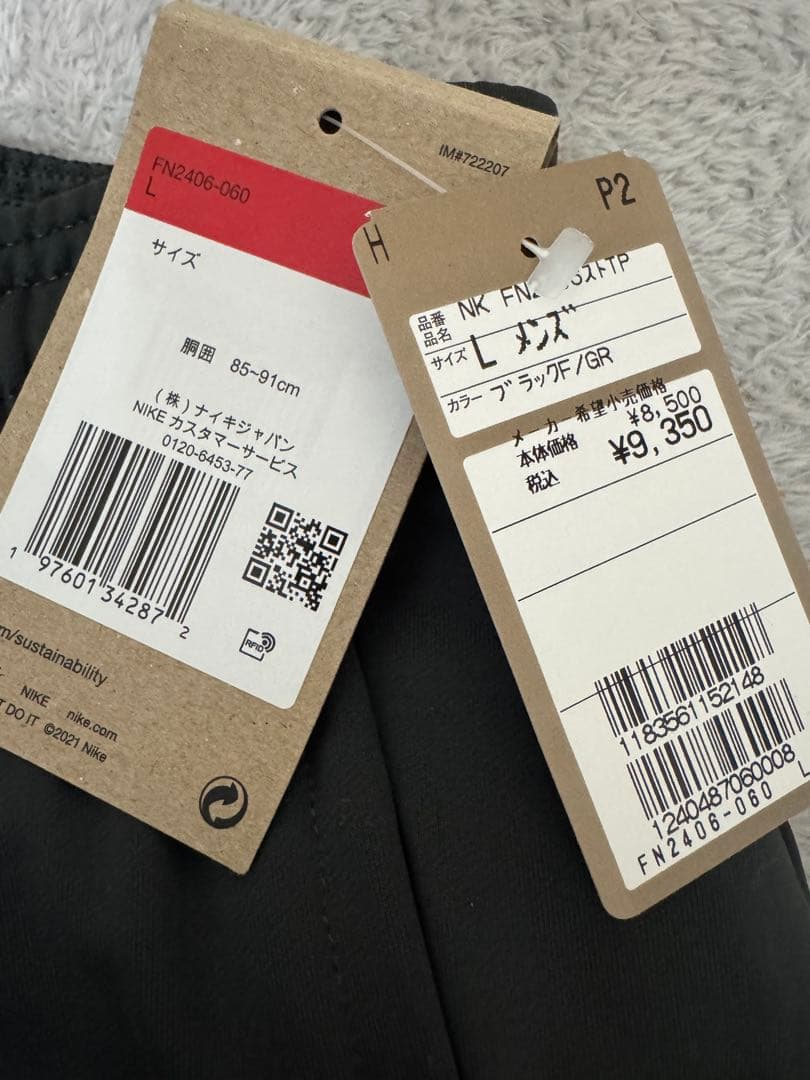 IM#722207
FN2406-060
L
サイズ
胴囲 85~91cm
(株)ナイキジャパン
NIKE カスタマーサービス
0120-6453-77
1 97601 34287 2
RFID
m/sustainability
NIKE nike.com
T DO IT ©2021 Nike
H
P2
品番
品名 NK FN2 ストTP
サイズ L メンズ
カラー ブラックF/GR
メーカー希望小売価格
本体価格 ¥8,500
税込 ¥9,350
1183561152148
1240487060008
FN2406-060 L